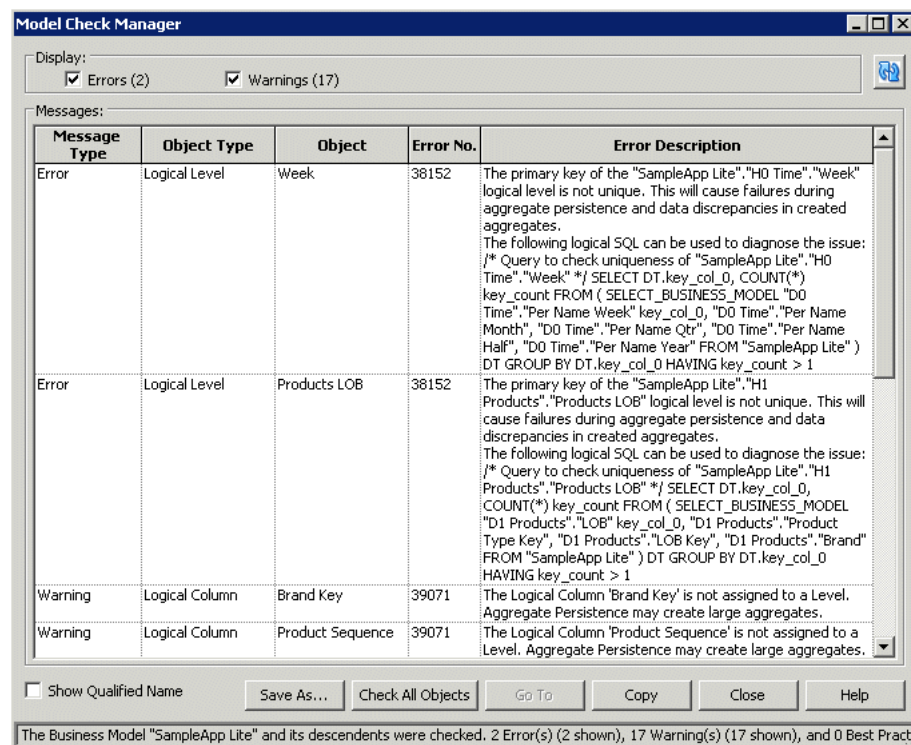 Model Check Manager
Display:
Errors (2)
Warnings (17)
Messages:
Message Type
Object Type
Object
Error No.
Error Description
Error
Logical Level
Week
38152
The primary key of the "SampleApp Lite"."H0 Time"."Week"
logical level is not unique. This will cause failures during
aggregate persistence and data discrepancies in created
aggregates.
The following logical SQL can be used to diagnose the issue:
/* Query to check uniqueness of "SampleApp Lite"."H0
Time"."Week" */ SELECT DT.key_col_0, COUNT(*)
key_count FROM ( SELECT_BUSINESS_MODEL "D0
Time"."Per Name Week" key_col_0, "D0 Time"."Per Name
Month", "D0 Time"."Per Name Qtr", "D0 Time"."Per Name
Half", "D0 Time"."Per Name Year" FROM "SampleApp Lite" )
DT GROUP BY DT.key_col_0 HAVING key_count > 1
Error
Logical Level
Products LOB
38152
The primary key of the "SampleApp Lite"."H1
Products"."Products LOB" logical level is not unique. This will
cause failures during aggregate persistence and data
discrepancies in created aggregates.
The following logical SQL can be used to diagnose the issue:
/* Query to check uniqueness of "SampleApp Lite"."H1
Products"."Products LOB" */ SELECT DT.key_col_0,
COUNT(*) key_count FROM ( SELECT_BUSINESS_MODEL
"D1 Products"."LOB" key_col_0, "D1 Products"."Product
Type Key", "D1 Products"."LOB Key", "D1 Products"."Brand"
FROM "SampleApp Lite" ) DT GROUP BY DT.key_col_0
HAVING key_count > 1
Warning
Logical Column
Brand Key
39071
The Logical Column 'Brand Key' is not assigned to a Level.
Aggregate Persistence may create large aggregates.
Warning
Logical Column
Product Sequence
39071
The Logical Column 'Product Sequence' is not assigned to a
Level. Aggregate Persistence may create large aggregates.
Show Qualified Name
Save As...
Check All Objects
Go To
Copy
Close
Help
The Business Model "SampleApp Lite" and its descendents were checked. 2 Error(s) (2 shown), 17 Warning(s) (17 shown), and 0 Best Pract